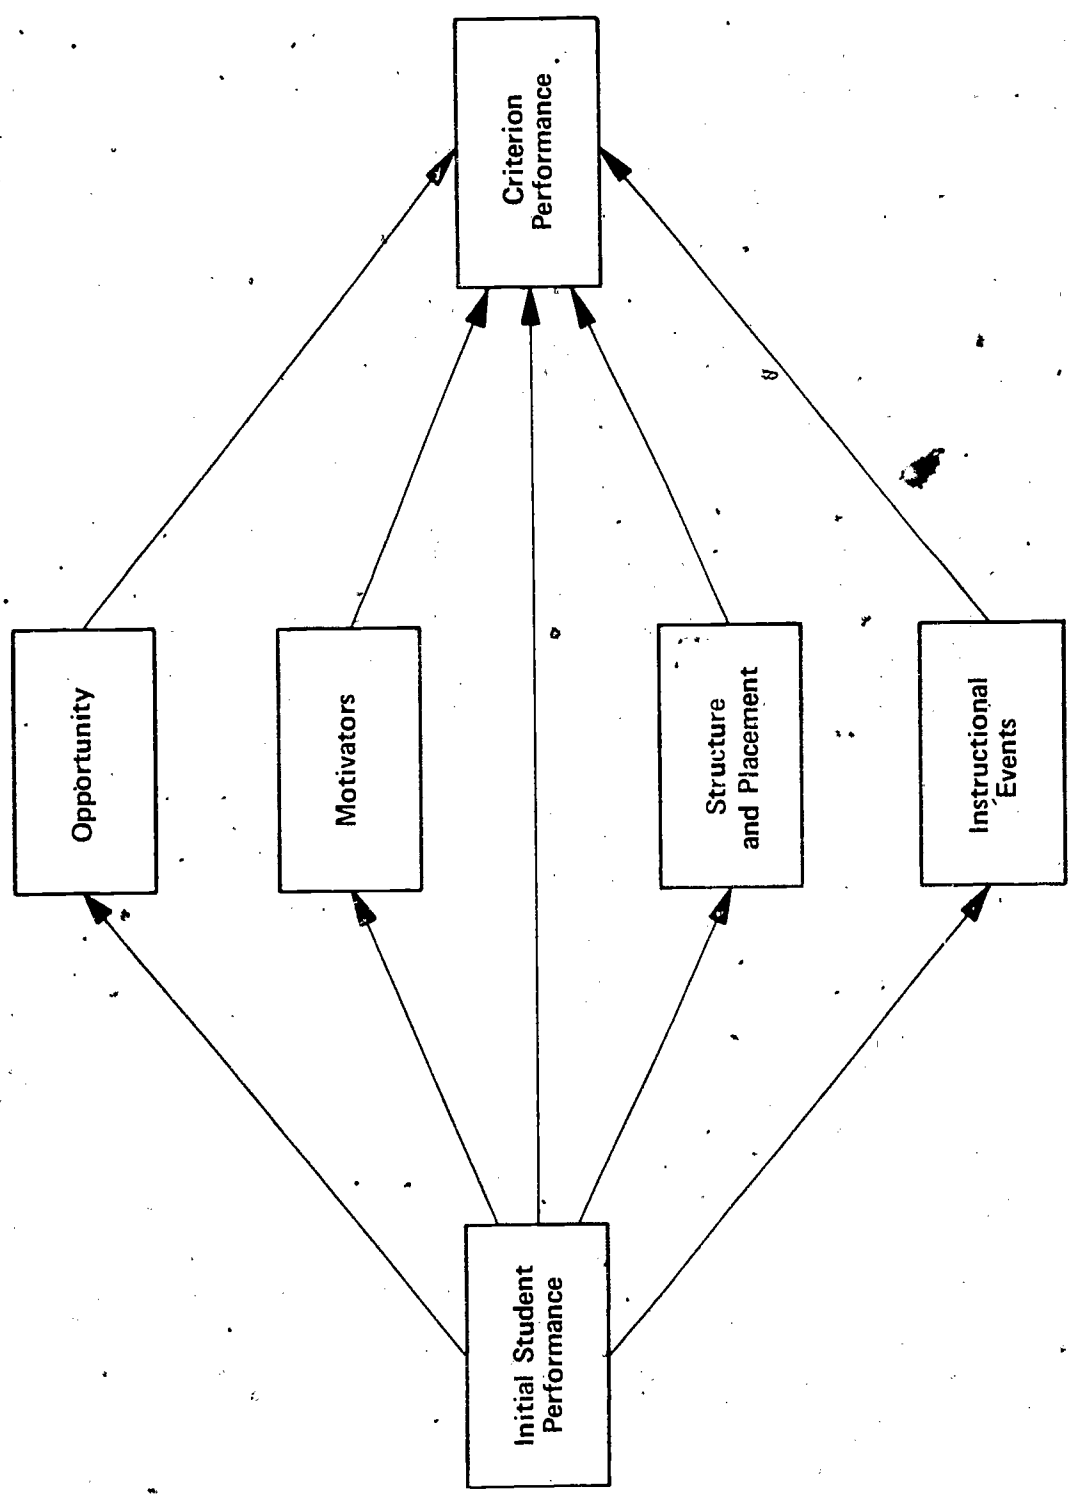 Initial Student
Performance
Opportunity
Motivators
Structure
and Placement
Instructional
Events
Criterion
Performance